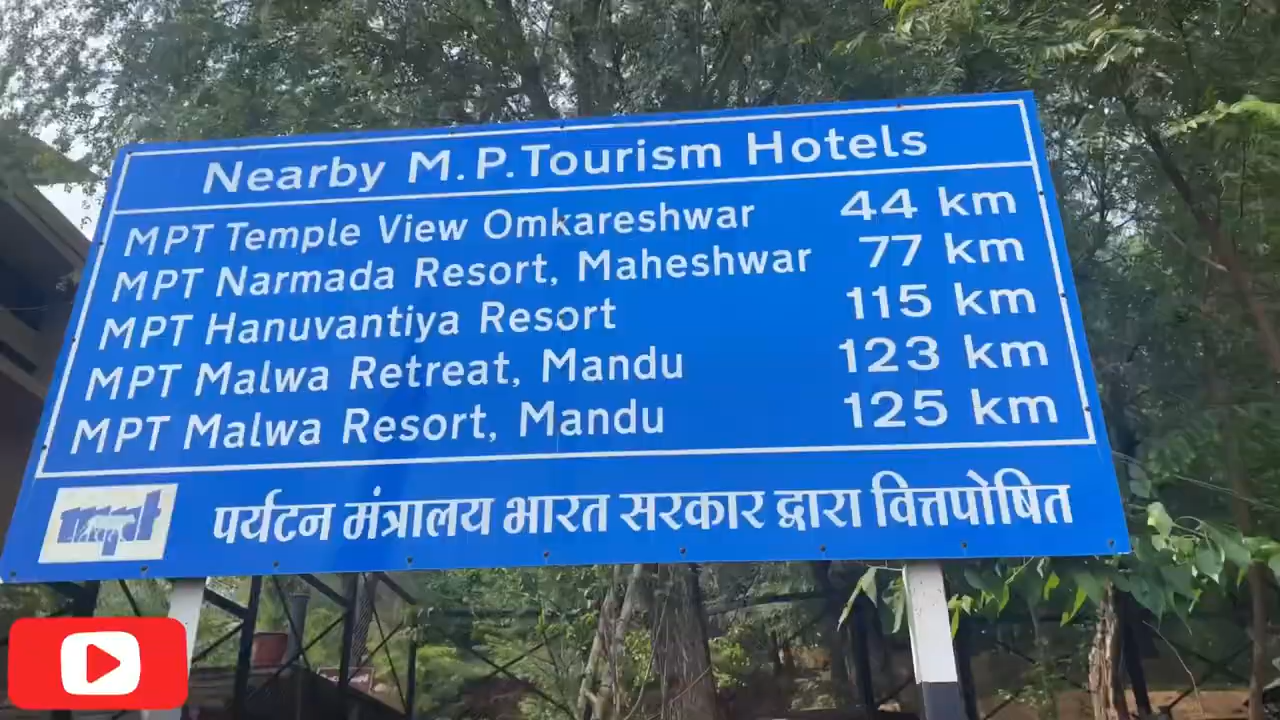 Nearby M.P.Tourism Hotels
MPT Temple View Omkareshwar 44 km
MPT Narmada Resort, Maheshwar 77 km
MPT Hanuvantiya Resort 115 km
MPT Malwa Retreat, Mandu 123 km
MPT Malwa Resort, Mandu 125 km
पर्यटन मंत्रालय भारत सरकार द्वारा वित्तपोषित